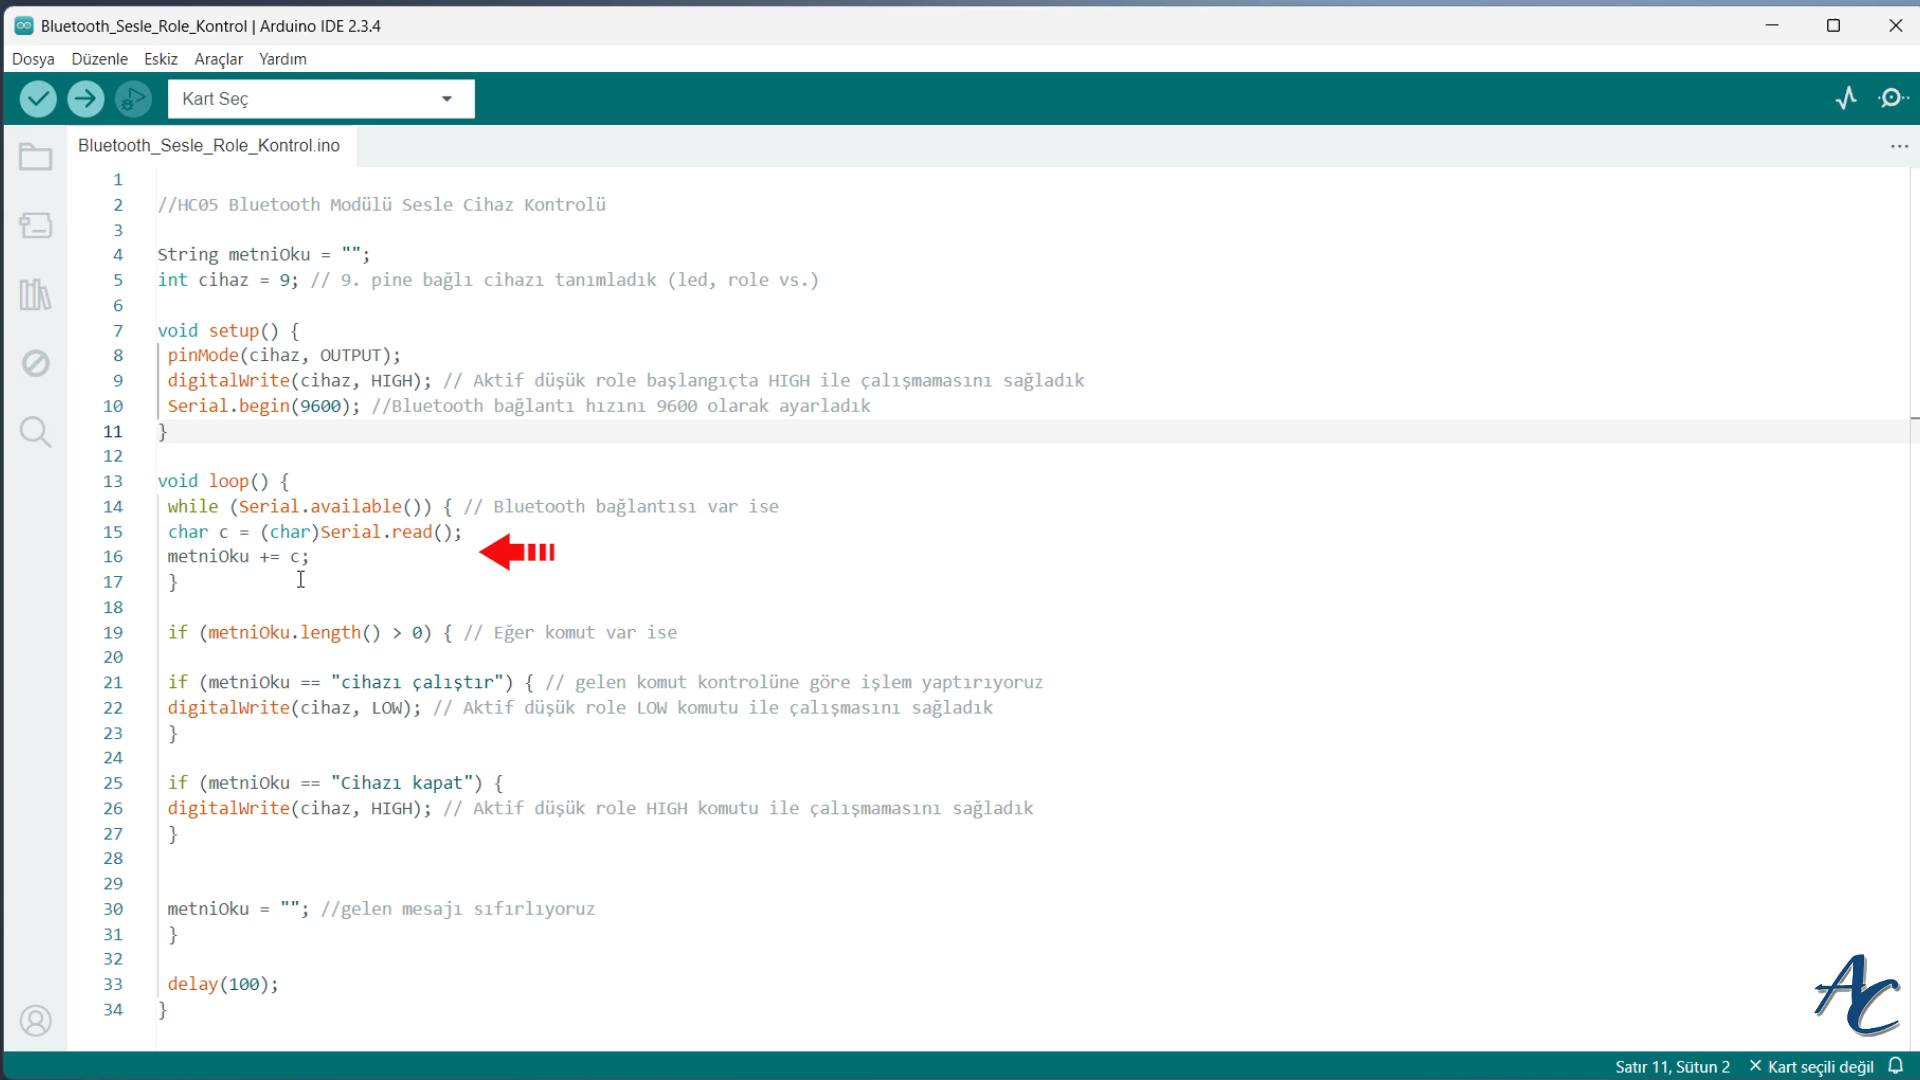 Bluetooth_Sesle_Role_Kontrol | Arduino IDE 2.3.4
Dosya Düzenle Eskiz Araçlar Yardım
Kart Seç
Bluetooth_Sesle_Role_Kontrol.ino
1
2 //HC05 Bluetooth Modülü Sesle Cihaz Kontrolü
3
4 String metniOku = "";
5 int cihaz = 9; // 9. pine bağlı cihazı tanımladık (led, role vs.)
6
7 void setup() {
8 pinMode(cihaz, OUTPUT);
9 digitalWrite(cihaz, HIGH); // Aktif düşük role başlangıçta HIGH ile çalışmamasını sağladık
10 Serial.begin(9600); //Bluetooth bağlantı hızını 9600 olarak ayarladık
11 }
12
13 void loop() {
14 while (Serial.available()) { // Bluetooth bağlantısı var ise
15 char c = (char)Serial.read();
16 metniOku += c;
17 }
18
19 if (metniOku.length() > 0) { // Eğer komut var ise
20
21 if (metniOku == "cihazı çalıştır") { // gelen komut kontrolüne göre işlem yaptırıyoruz
22 digitalWrite(cihaz, LOW); // Aktif düşük role LOW komutu ile çalışmasını sağladık
23 }
24
25 if (metniOku == "Cihazı kapat") {
26 digitalWrite(cihaz, HIGH); // Aktif düşük role HIGH komutu ile çalışmamasını sağladık
27 }
28
29
30 metniOku = ""; //gelen mesajı sıfırlıyoruz
31 }
32
33 delay(100);
34 }
AC
Satır 11, Sütun 2 × Kart seçili değil